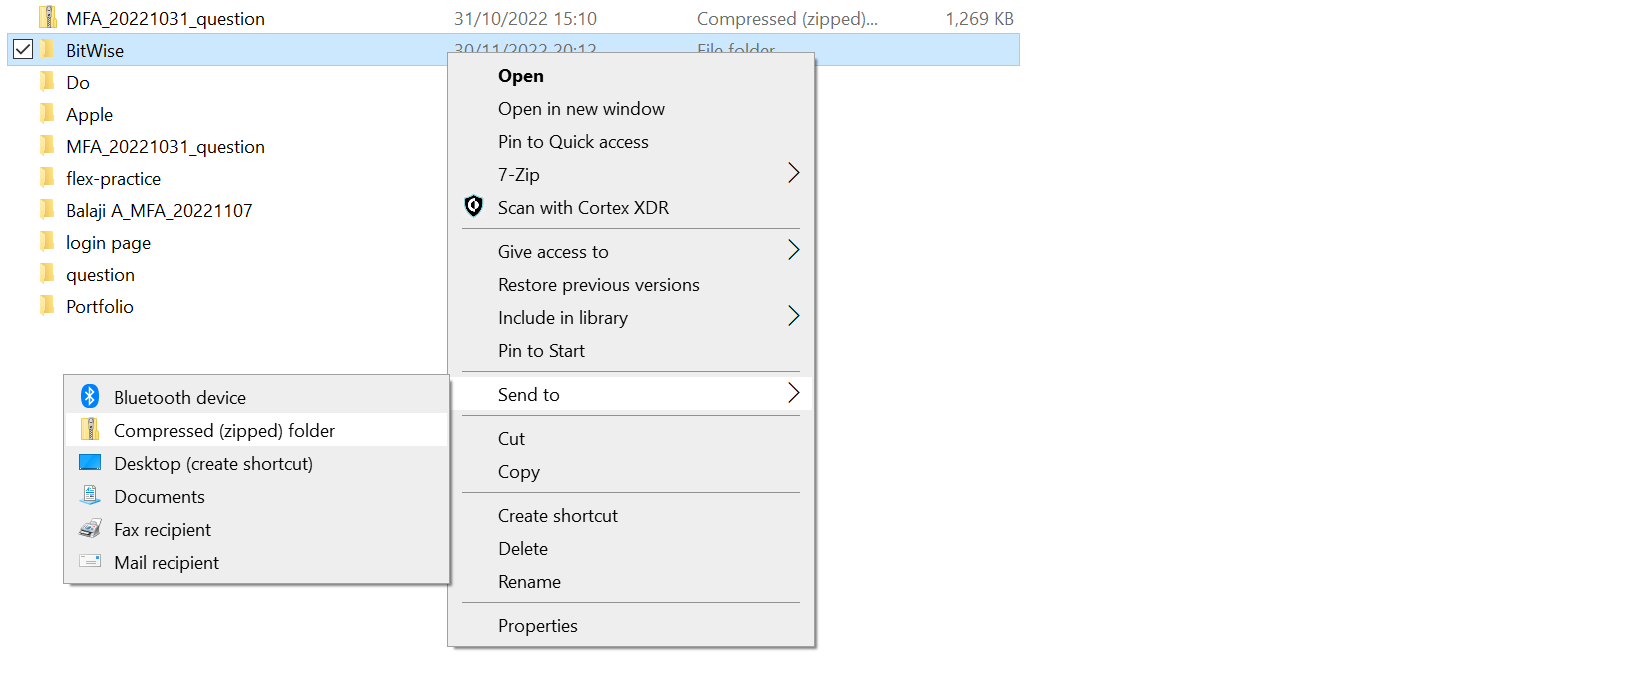 MFA_20221031_question 31/10/2022 15:10 Compressed (zipped)... 1,269 KB
BitWise 30/11/2022 20:12 File folder
Do
Apple
MFA_20221031_question
flex-practice
Balaji A_MFA_20221107
login page
question
Portfolio
Open
Open in new window
Pin to Quick access
7-Zip
Scan with Cortex XDR
Give access to
Restore previous versions
Include in library
Pin to Start
Send to
Cut
Copy
Create shortcut
Delete
Rename
Properties
Bluetooth device
Compressed (zipped) folder
Desktop (create shortcut)
Documents
Fax recipient
Mail recipient